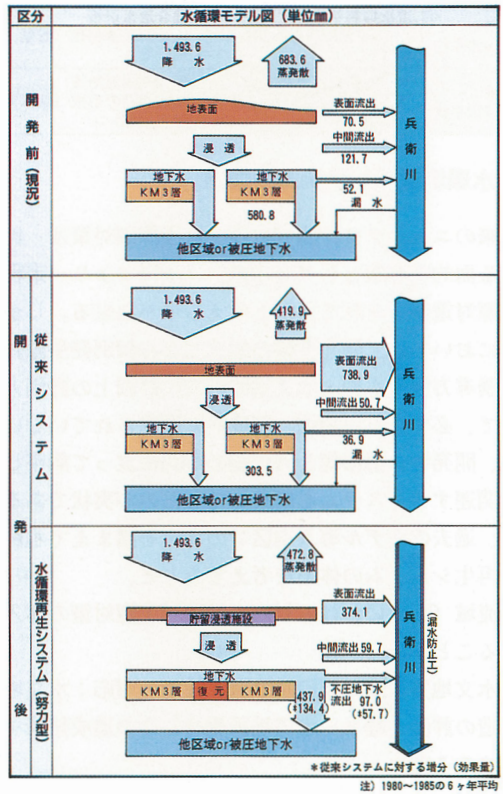 区分
水循環モデル図（単位㎜）
開発前（現況）
1.493.6
降水
683.6
蒸発散
地表面
表面流出
70.5
中間流出
121.7
浸透
地下水
地下水
KM3層
KM3層
52.1
漏水
580.8
兵衛川
他区域or被圧地下水
開発後
従来システム
1.493.6
降水
419.9
蒸発散
地表面
表面流出
738.9
中間流出50.7
浸透
地下水
地下水
KM3層
KM3層
36.9
漏水
303.5
兵衛川
他区域or被圧地下水
水循環再生システム（努力型）
1.493.6
降水
472.8
蒸発散
表面流出
374.1
貯留浸透施設
浸透
中間流出59.7
地下水
KM3層
復元
KM3層
437.9
(*134.4)
不圧地下水
流出 97.0
(*57.7)
兵衛川
（漏水防止工）
他区域or被圧地下水
＊従来システムに対する増分（効果量）
注）1980〜1985の6ヶ年平均